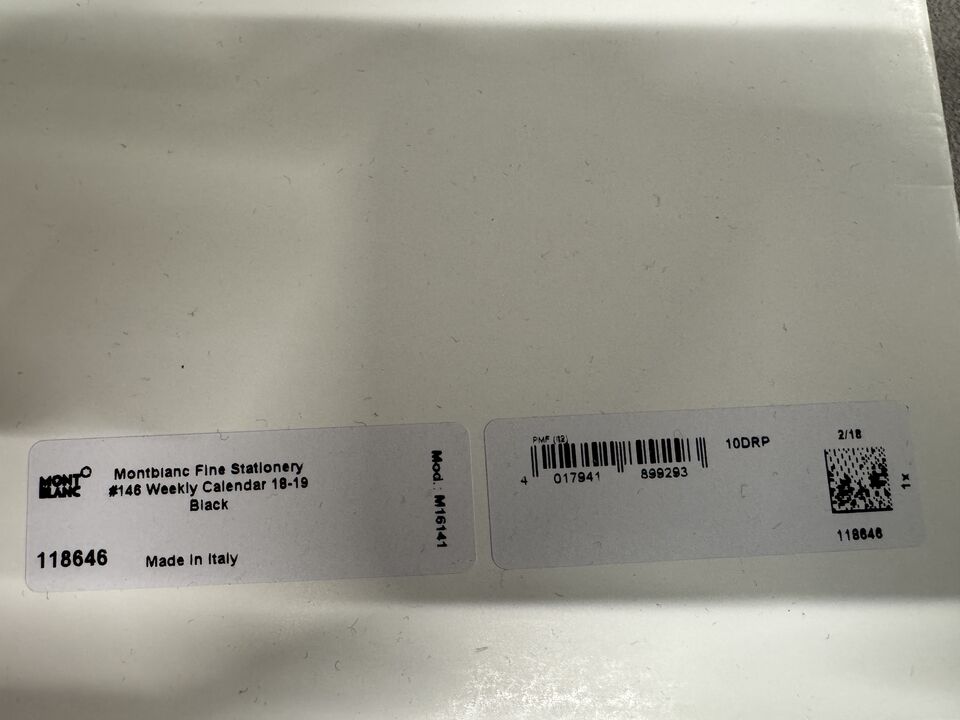 MONT
BLANC
Montblanc Fine Stationery
#146 Weekly Calendar 18-19
Black
118646
Made in Italy
Mod.: M16141
PMF (I12)
4 017941 899293
10DRP
2/18
1x
118646